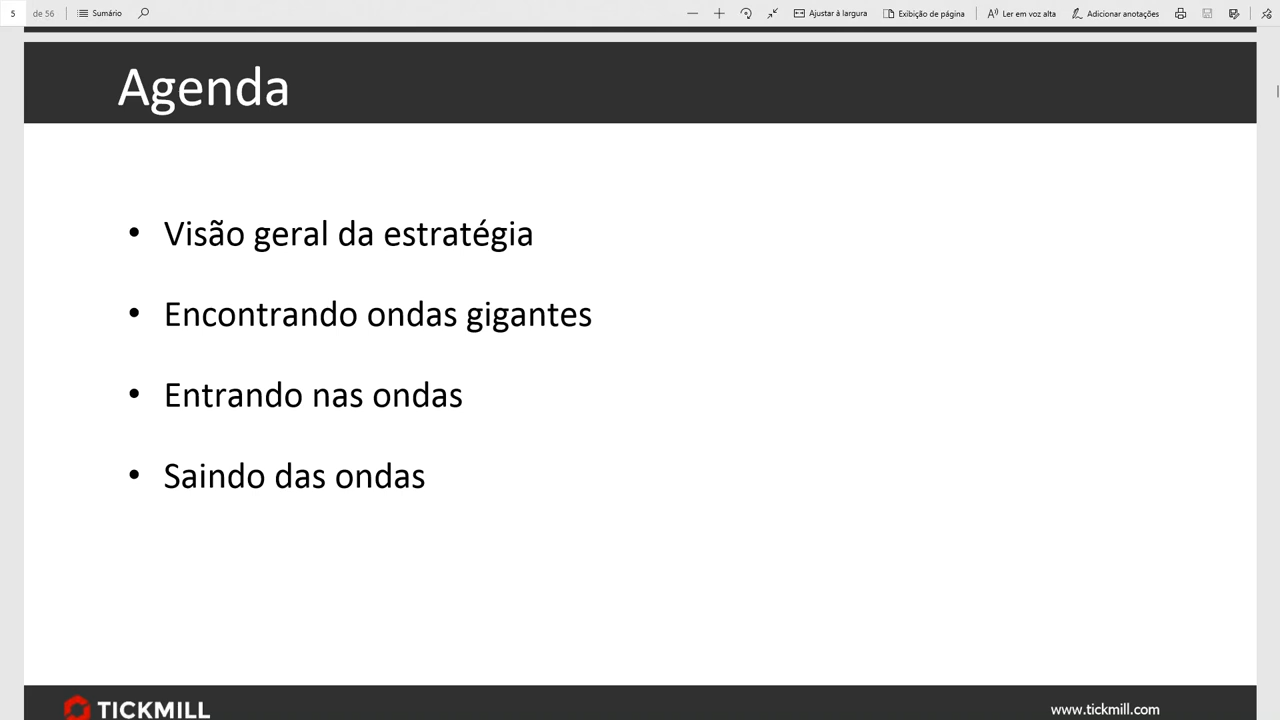 5 de 56 Sumário Ajustar à largura Exibição de página Ler em voz alta Adicionar anotações
Agenda
• Visão geral da estratégia
• Encontrando ondas gigantes
• Entrando nas ondas
• Saindo das ondas
TICKMILL www.tickmill.com